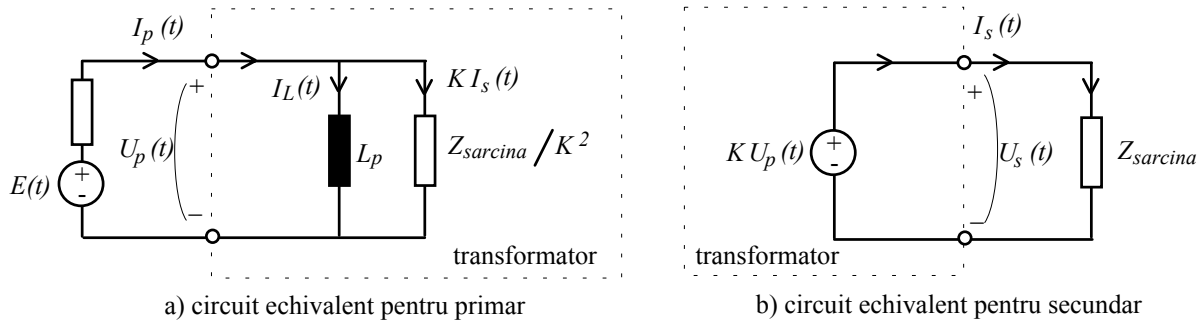 I_p(t)
I_L(t)
K I_s(t)
+
U_p(t)
L_p
Z_sarcina / K^2
+
-
E(t)
−
transformator
a) circuit echivalent pentru primar
I_s(t)
+
K U_p(t)
+
-
U_s(t)
Z_sarcina
−
transformator
b) circuit echivalent pentru secundar